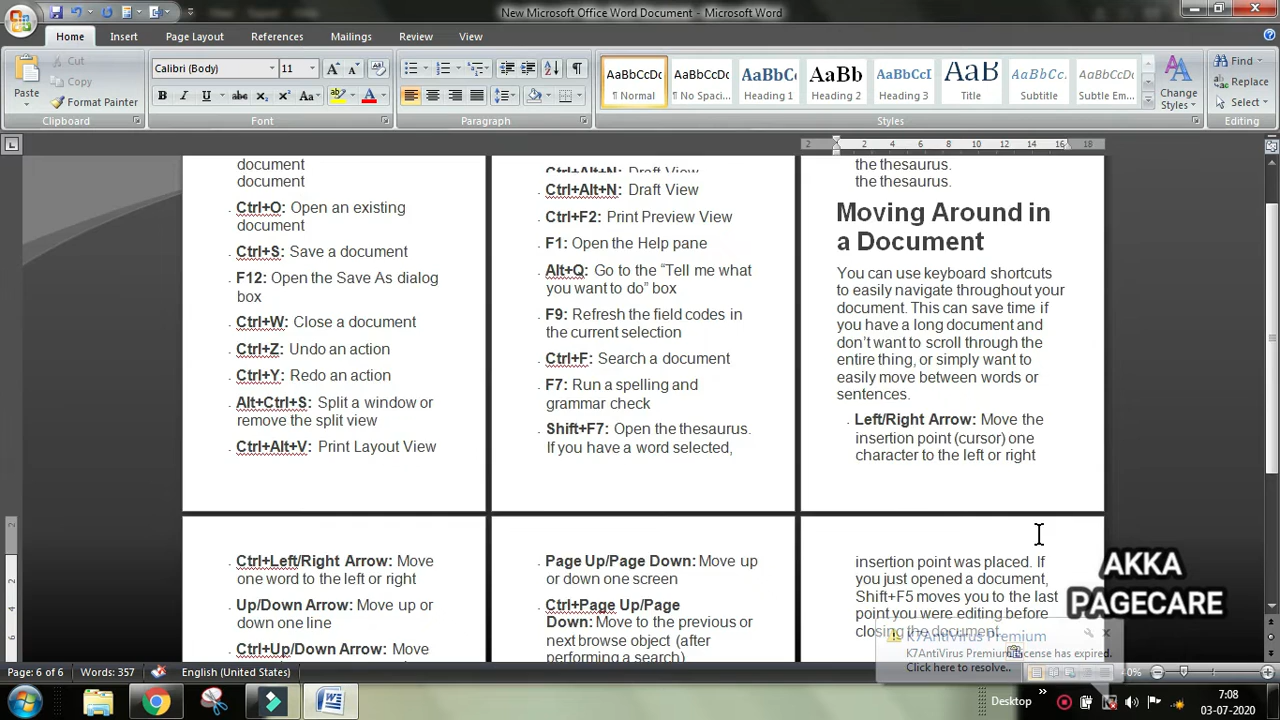 New Microsoft Office Word Document - Microsoft Word
Home Insert Page Layout References Mailings Review View
Paste
Cut
Copy
Format Painter
Clipboard
Calibri (Body) 11
Font
Paragraph
AaBbCcDc AaBbCcDc AaBbC( AaBb AaBbCcI AaB AaBbCc. AaBbCcDc
¶ Normal ¶ No Spaci... Heading 1 Heading 2 Heading 3 Title Subtitle Subtle Em...
Styles
Change Styles
Find
Replace
Select
Editing
2 2 4 6 8 10 12 14 16 18
document
document
Ctrl+O: Open an existing
document
Ctrl+S: Save a document
F12: Open the Save As dialog
box
Ctrl+W: Close a document
Ctrl+Z: Undo an action
Ctrl+Y: Redo an action
Alt+Ctrl+S: Split a window or
remove the split view
Ctrl+Alt+V: Print Layout View
Ctrl+Alt+N: Draft View
Ctrl+Alt+N: Draft View
Ctrl+F2: Print Preview View
F1: Open the Help pane
Alt+Q: Go to the “Tell me what
you want to do” box
F9: Refresh the field codes in
the current selection
Ctrl+F: Search a document
F7: Run a spelling and
grammar check
Shift+F7: Open the thesaurus.
If you have a word selected,
the thesaurus.
the thesaurus.
Moving Around in
a Document
You can use keyboard shortcuts
to easily navigate throughout your
document. This can save time if
you have a long document and
don’t want to scroll through the
entire thing, or simply want to
easily move between words or
sentences.
Left/Right Arrow: Move the
insertion point (cursor) one
character to the left or right
Ctrl+Left/Right Arrow: Move
one word to the left or right
Up/Down Arrow: Move up or
down one line
Ctrl+Up/Down Arrow: Move
Page Up/Page Down: Move up
or down one screen
Ctrl+Page Up/Page
Down: Move to the previous or
next browse object (after
performing a search)
insertion point was placed. If
you just opened a document,
Shift+F5 moves you to the last
point you were editing before
closing the document.
AKKA
PAGECARE
K7AntiVirus Premium
K7AntiVirus Premium license has expired.
Click here to resolve..
Page: 6 of 6 Words: 357 English (United States) 40%
Desktop
7:08
03-07-2020